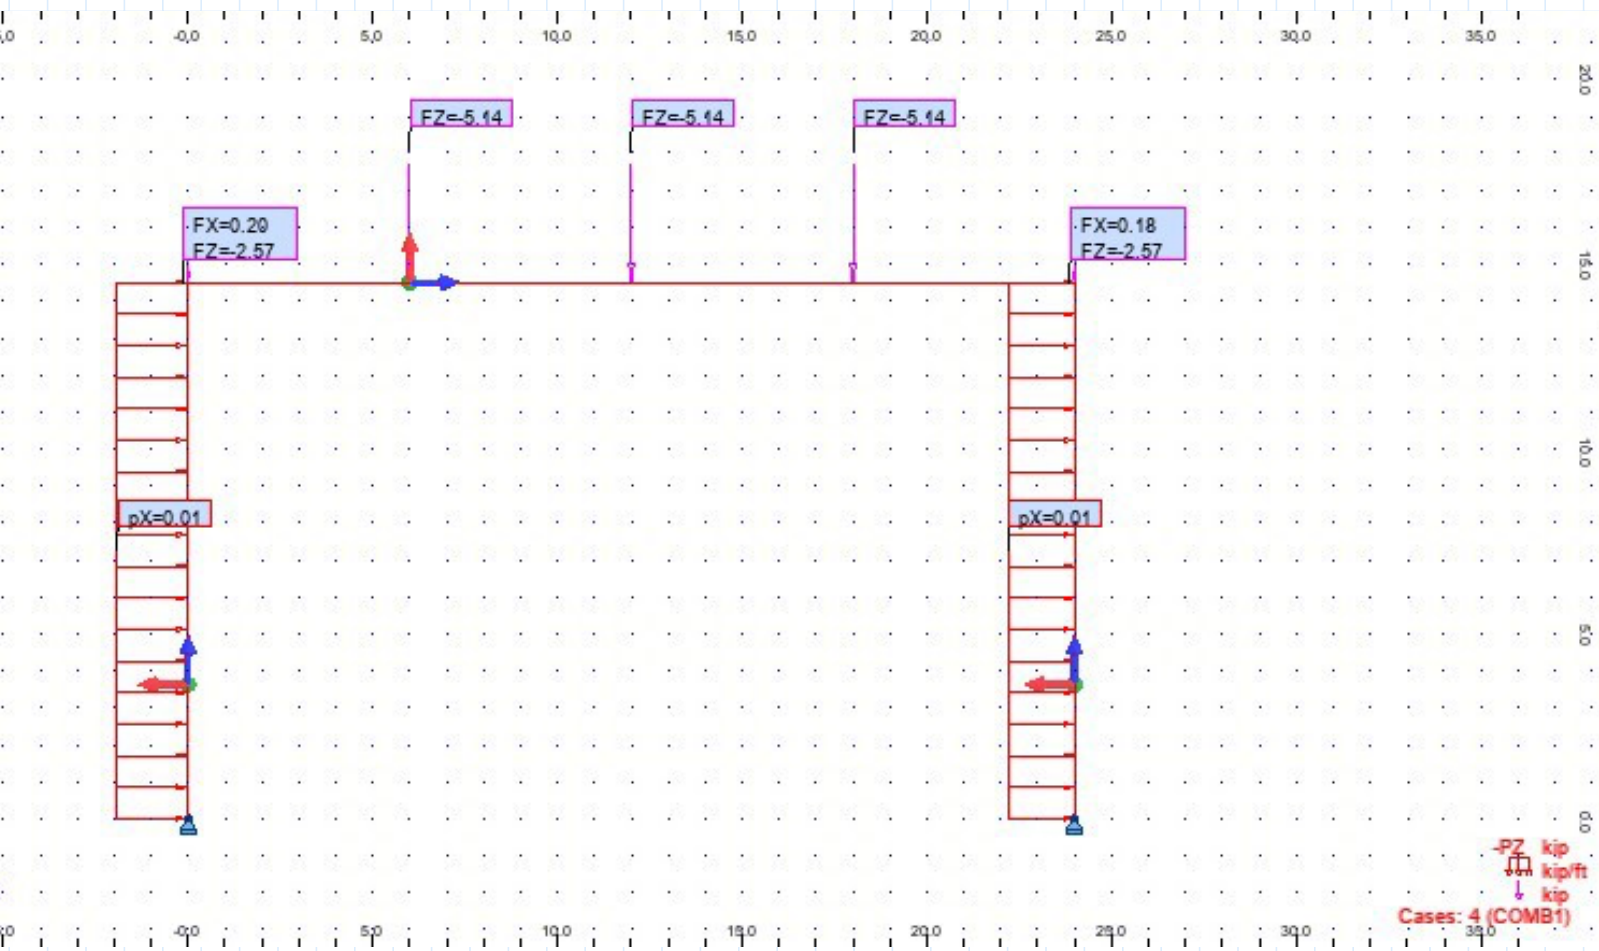 -0,0 5,0 10,0 15,0 20,0 25,0 30,0 35,0
20,0
FZ=-5.14 FZ=-5.14 FZ=-5.14
FX=0.20
FZ=-2.57
FX=0.18
FZ=-2.57
15,0
10,0
pX=0.01 pX=0.01
5,0
0,0
-PZ kip
kip/ft
kip
Cases: 4 (COMB1)
-0,0 5,0 10,0 15,0 20,0 25,0 30,0 35,0